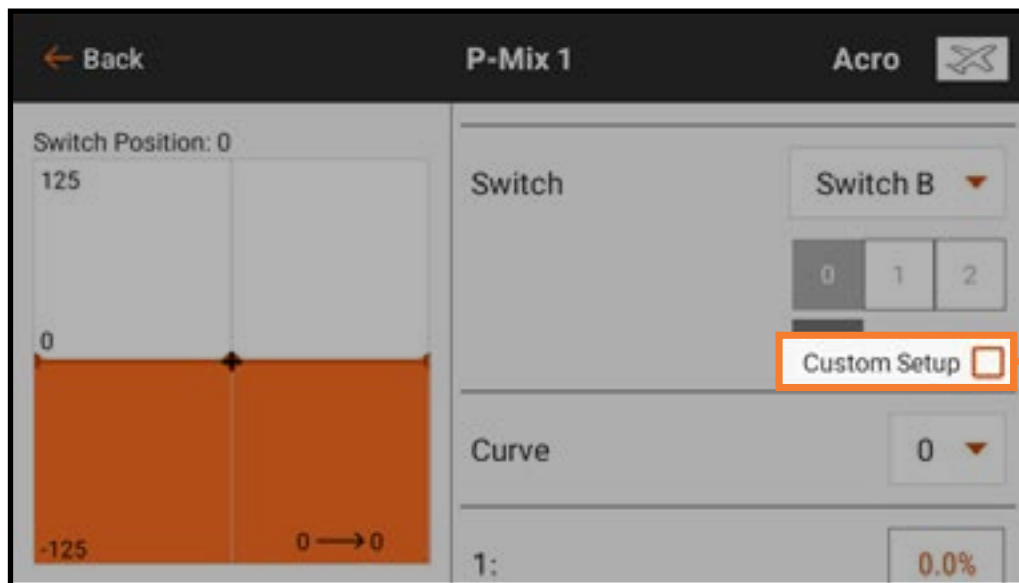 Back P-Mix 1 Acro
Switch Position: 0
125
0
-125
0 → 0
Switch Switch B
0 1 2
Custom Setup
Curve 0
1: 0.0%